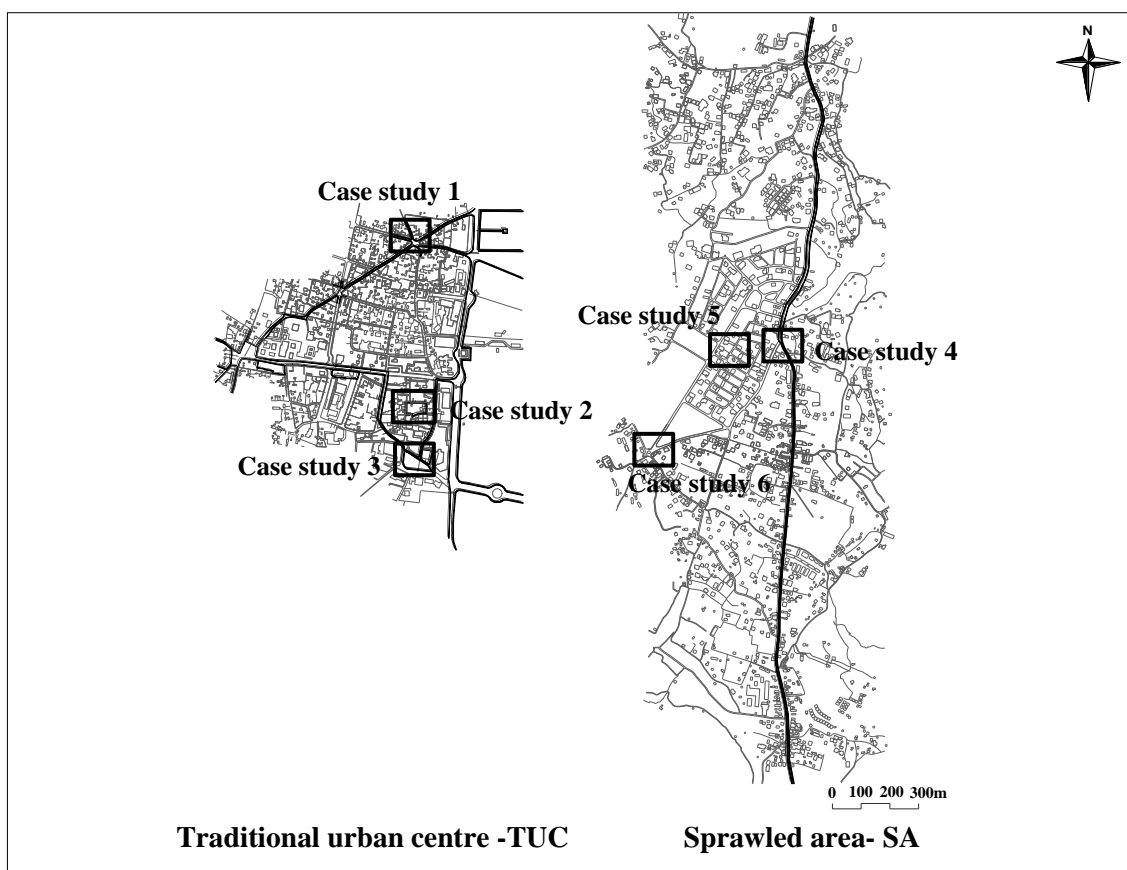 N
Case study 1
Case study 5
Case study 4
Case study 2
Case study 3
Case study 6
0 100 200 300m
Traditional urban centre -TUC
Sprawled area- SA